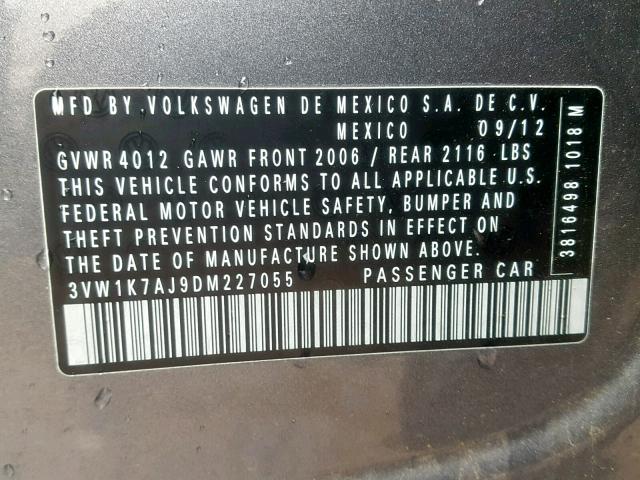 MFD BY.VOLKSWAGEN DE MEXICO S.A. DE C.V.
MEXICO 09/12
GVWR 4012 GAWR FRONT 2006 / REAR 2116 LBS
THIS VEHICLE CONFORMS TO ALL APPLICABLE U.S.
FEDERAL MOTOR VEHICLE SAFETY, BUMPER AND
THEFT PREVENTION STANDARDS IN EFFECT ON
THE DATE OF MANUFACTURE SHOWN ABOVE.
3VW1K7AJ9DM227055 PASSENGER CAR
3816498 1018 M